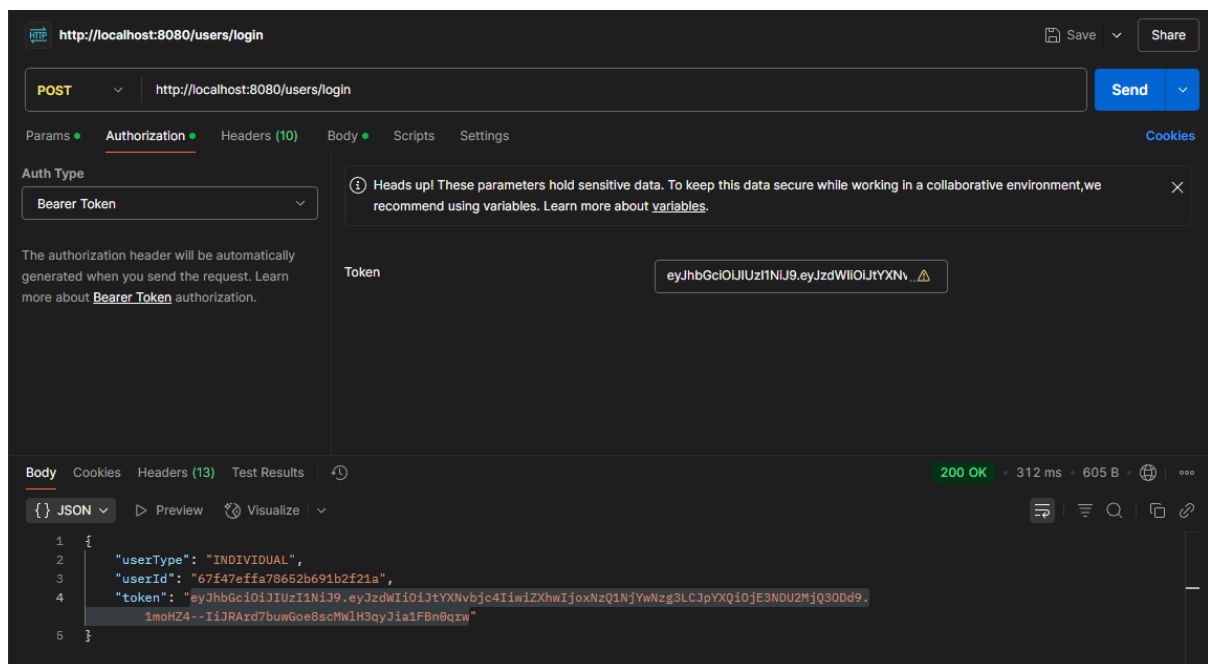 HTTP http://localhost:8080/users/login Save Share
POST http://localhost:8080/users/login Send
Params Authorization Headers (10) Body Scripts Settings Cookies
Auth Type
Bearer Token
The authorization header will be automatically
generated when you send the request. Learn
more about Bearer Token authorization.
Heads up! These parameters hold sensitive data. To keep this data secure while working in a collaborative environment,we
recommend using variables. Learn more about variables.
Token eyJhbGciOiJIUzI1NiJ9.eyJzdWIiOiJtYXNv...
Body Cookies Headers (13) Test Results 200 OK 312 ms 605 B
{} JSON Preview Visualize
1 {
2 "userType": "INDIVIDUAL",
3 "userId": "67f47effa78652b691b2f21a",
4 "token": "eyJhbGciOiJIUzI1NiJ9.eyJzdWIiOiJtYXNvbjc4IiwiZXhwIjoxNzQ1NjYwNzg3LCJpYXQiOjE3NDU2MjQ3ODd9.
1moHZ4--IiJRArd7buwGoe8scMWlH3qyJia1FBn0qrw"
5 }